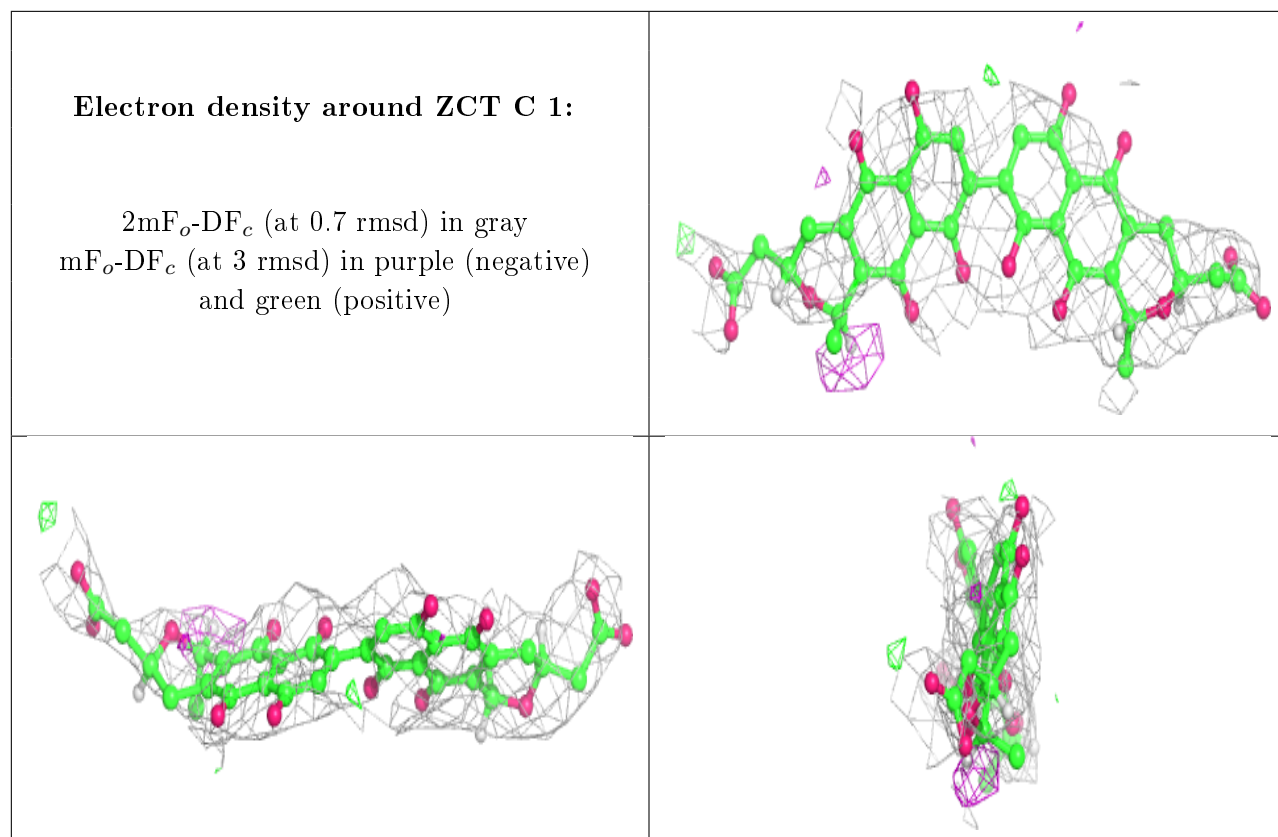 Electron density around ZCT C 1:
2mFₒ-DF𝒸 (at 0.7 rmsd) in gray
mFₒ-DF𝒸 (at 3 rmsd) in purple (negative)
and green (positive)